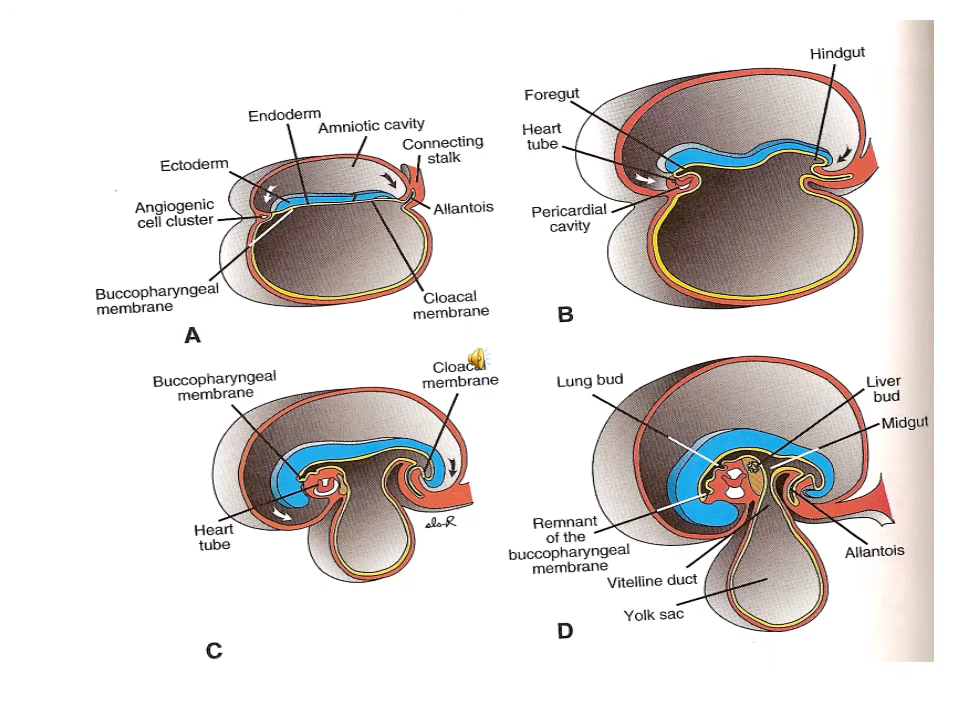 Endoderm
Amniotic cavity
Connecting
stalk
Ectoderm
Angiogenic
cell cluster
Allantois
Buccopharyngeal
membrane
Cloacal
membrane
A
Hindgut
Foregut
Heart
tube
Pericardial
cavity
B
Buccopharyngeal
membrane
Cloacal
membrane
Heart
tube
C
Lung bud
Liver
bud
Midgut
Remnant
of the
buccopharyngeal
membrane
Allantois
Vitelline duct
Yolk sac
D